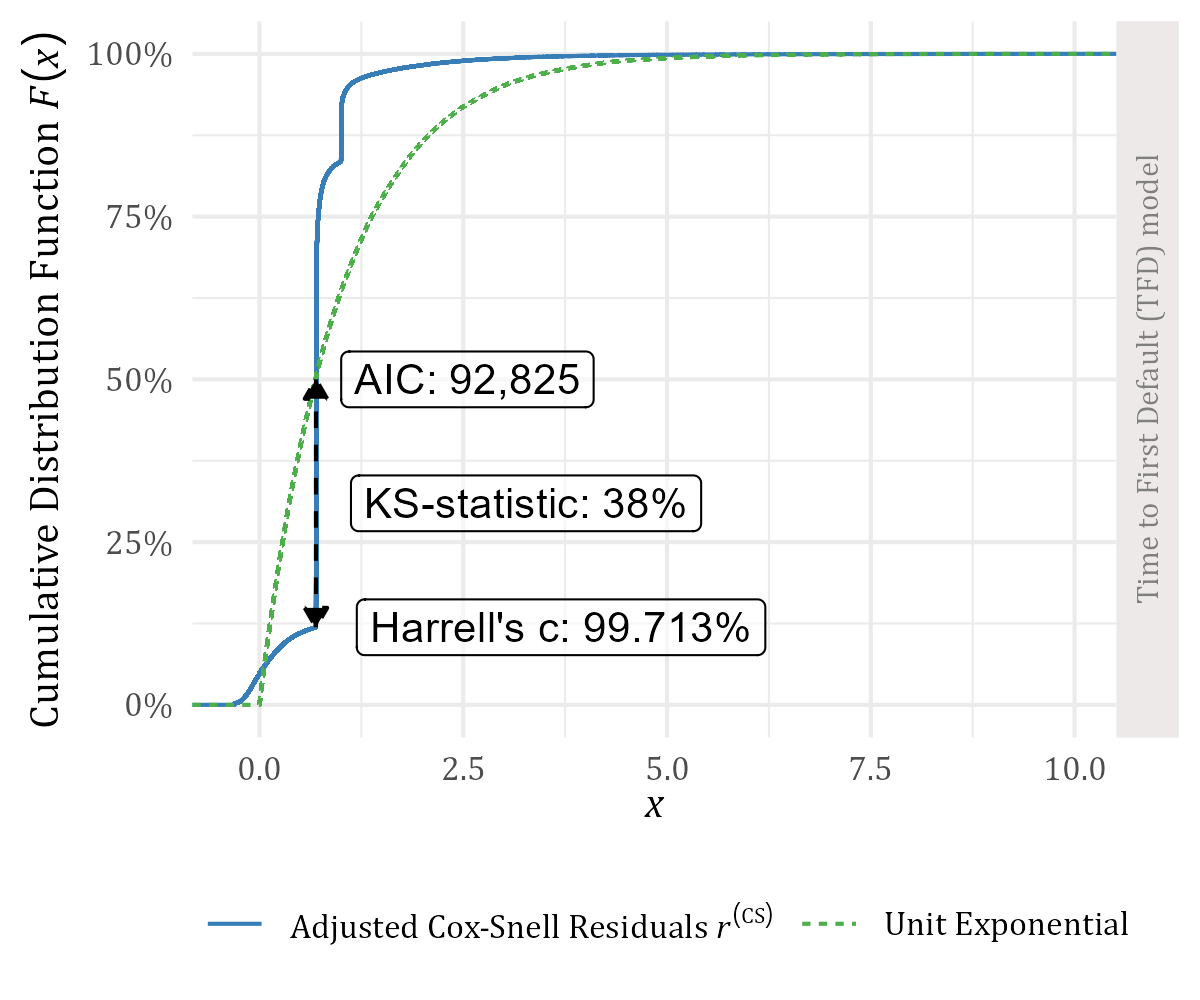 Cumulative Distribution Function F(x)
100%
75%
50%
25%
0%
AIC: 92,825
KS-statistic: 38%
Harrell's c: 99.713%
Time to First Default (TFD) model
0.0 2.5 5.0 7.5 10.0
x
Adjusted Cox-Snell Residuals r^(CS) Unit Exponential